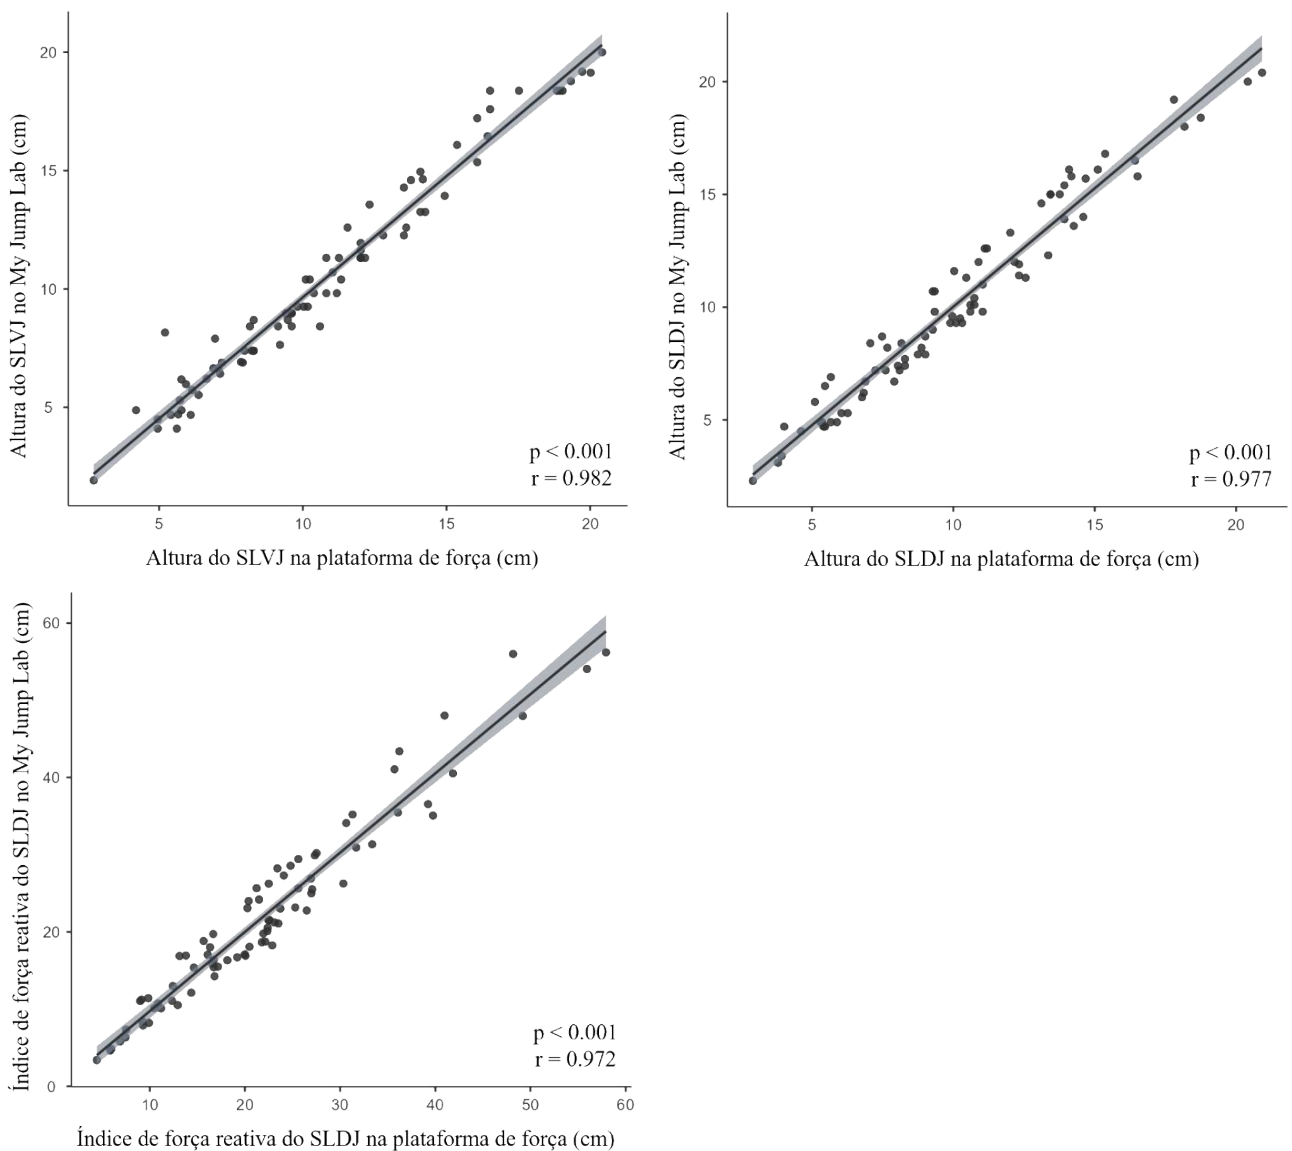 Altura do SLVJ no My Jump Lab (cm)
20
15
10
5
p < 0.001
r = 0.982
5 10 15 20
Altura do SLVJ na plataforma de força (cm)
Altura do SLDJ no My Jump Lab (cm)
20
15
10
5
p < 0.001
r = 0.977
5 10 15 20
Altura do SLDJ na plataforma de força (cm)
Índice de força reativa do SLDJ no My Jump Lab (cm)
60
40
20
0
p < 0.001
r = 0.972
10 20 30 40 50 60
Índice de força reativa do SLDJ na plataforma de força (cm)